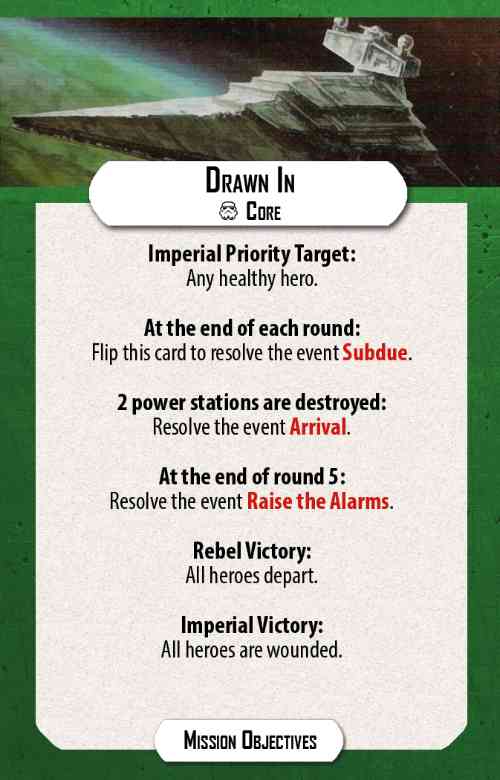 Drawn In
Core
Imperial Priority Target:
Any healthy hero.
At the end of each round:
Flip this card to resolve the event Subdue.
2 power stations are destroyed:
Resolve the event Arrival.
At the end of round 5:
Resolve the event Raise the Alarms.
Rebel Victory:
All heroes depart.
Imperial Victory:
All heroes are wounded.
Mission Objectives